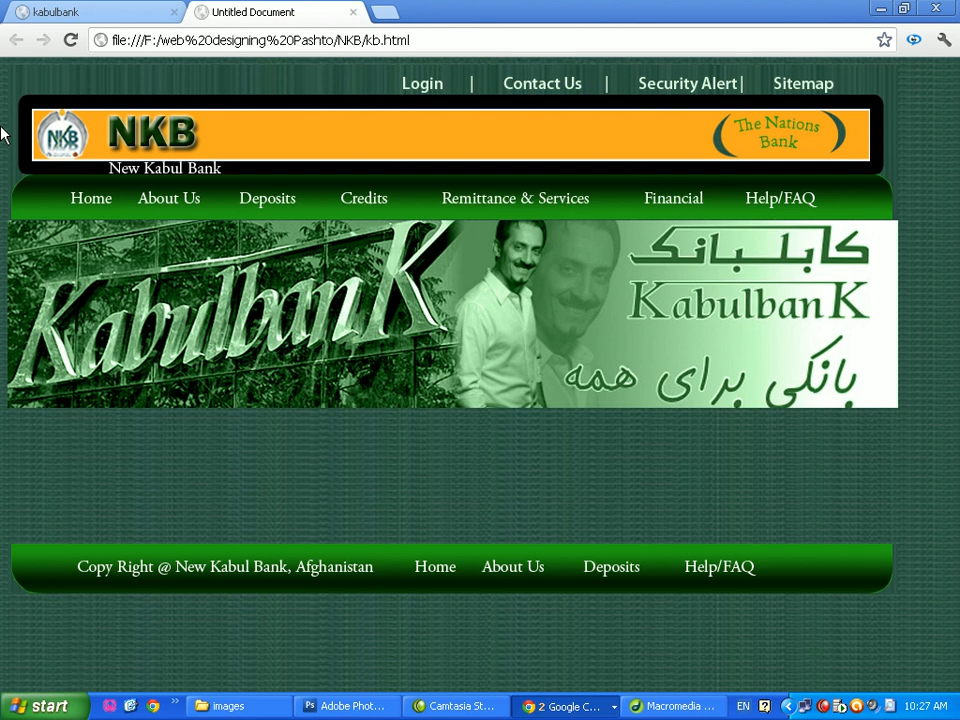 kabulbank
Untitled Document
file:///F:/web%20designing%20Pashto/NKB/kb.html
Login | Contact Us | Security Alert | Sitemap
NKB NKB The Nations
Bank
New Kabul Bank
Home About Us Deposits Credits Remittance & Services Financial Help/FAQ
KabulbanK
کابلبانک
KabulbanK
بانکی برای همه
Copy Right @ New Kabul Bank, Afghanistan Home About Us Deposits Help/FAQ
start images Adobe Phot... Camtasia St... 2 Google C... Macromedia ... EN 10:27 AM